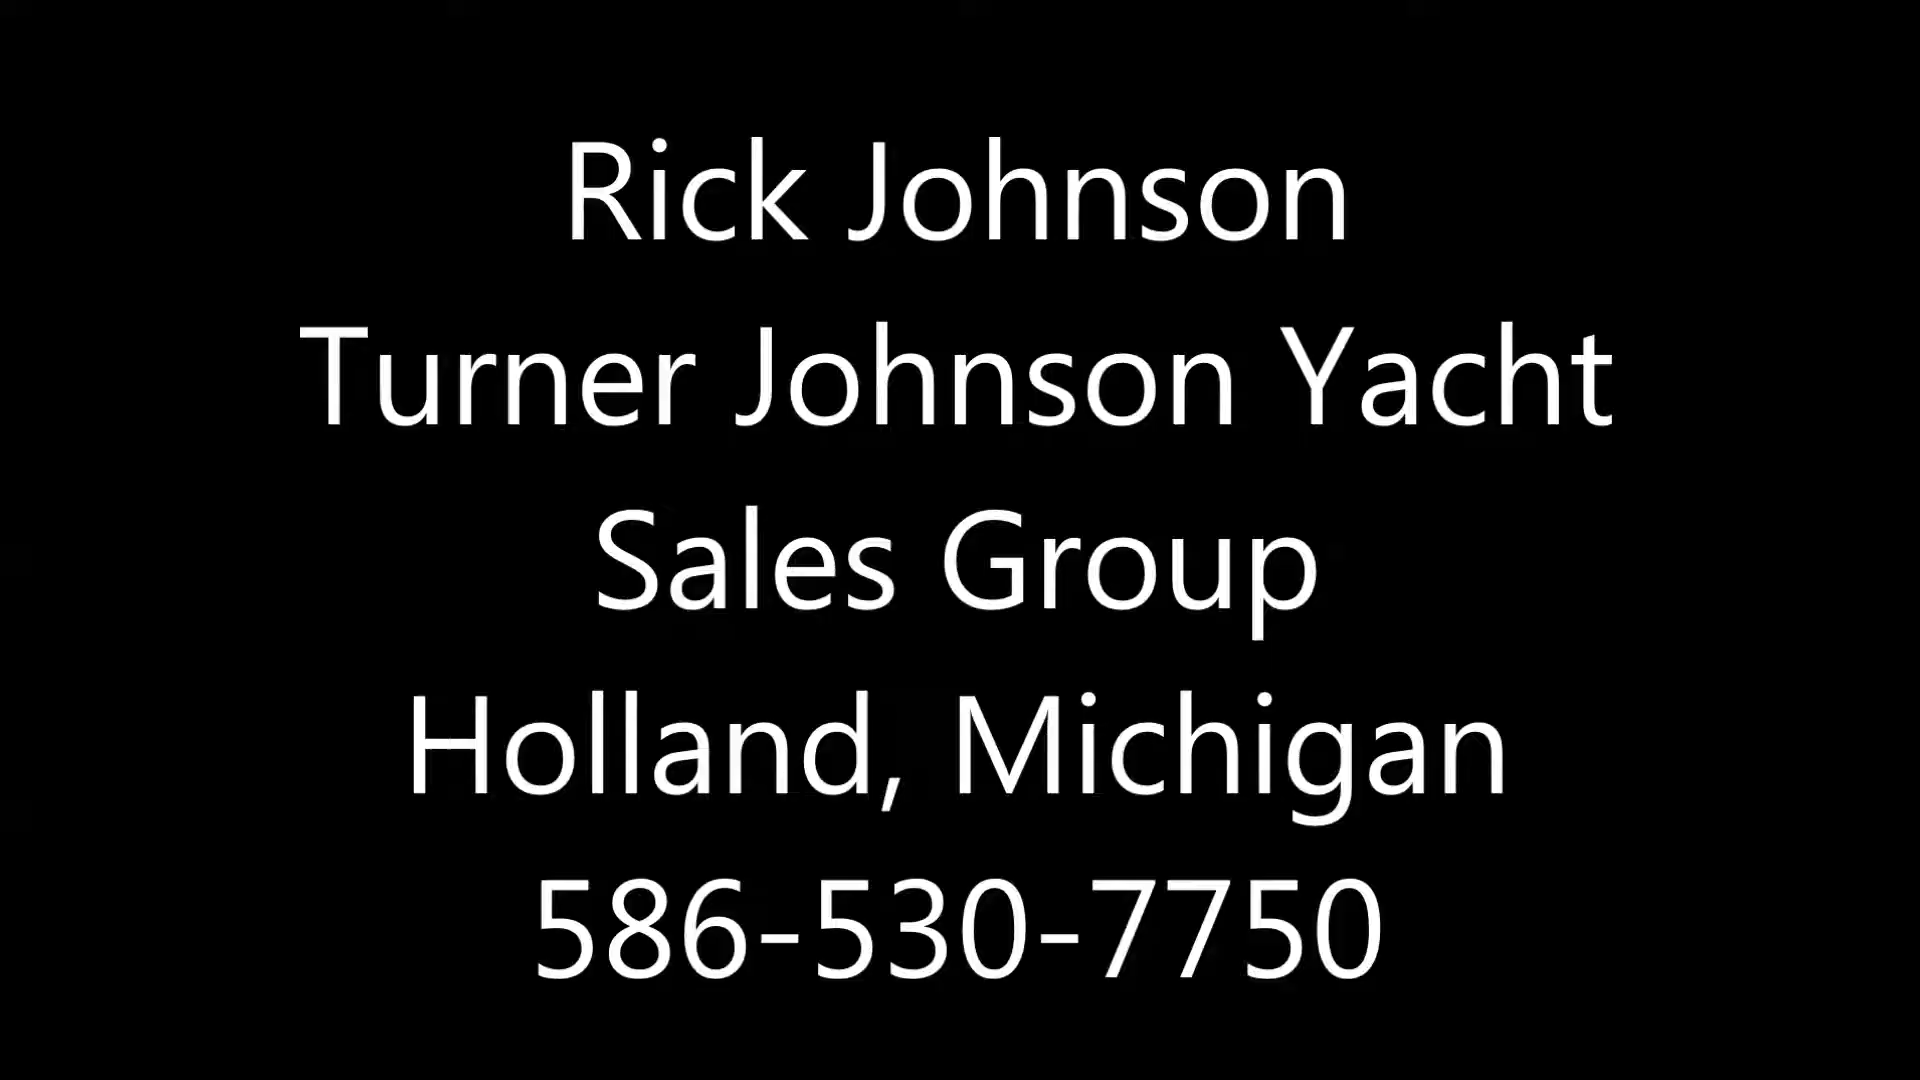 Rick Johnson
Turner Johnson Yacht
Sales Group
Holland, Michigan
586-530-7750